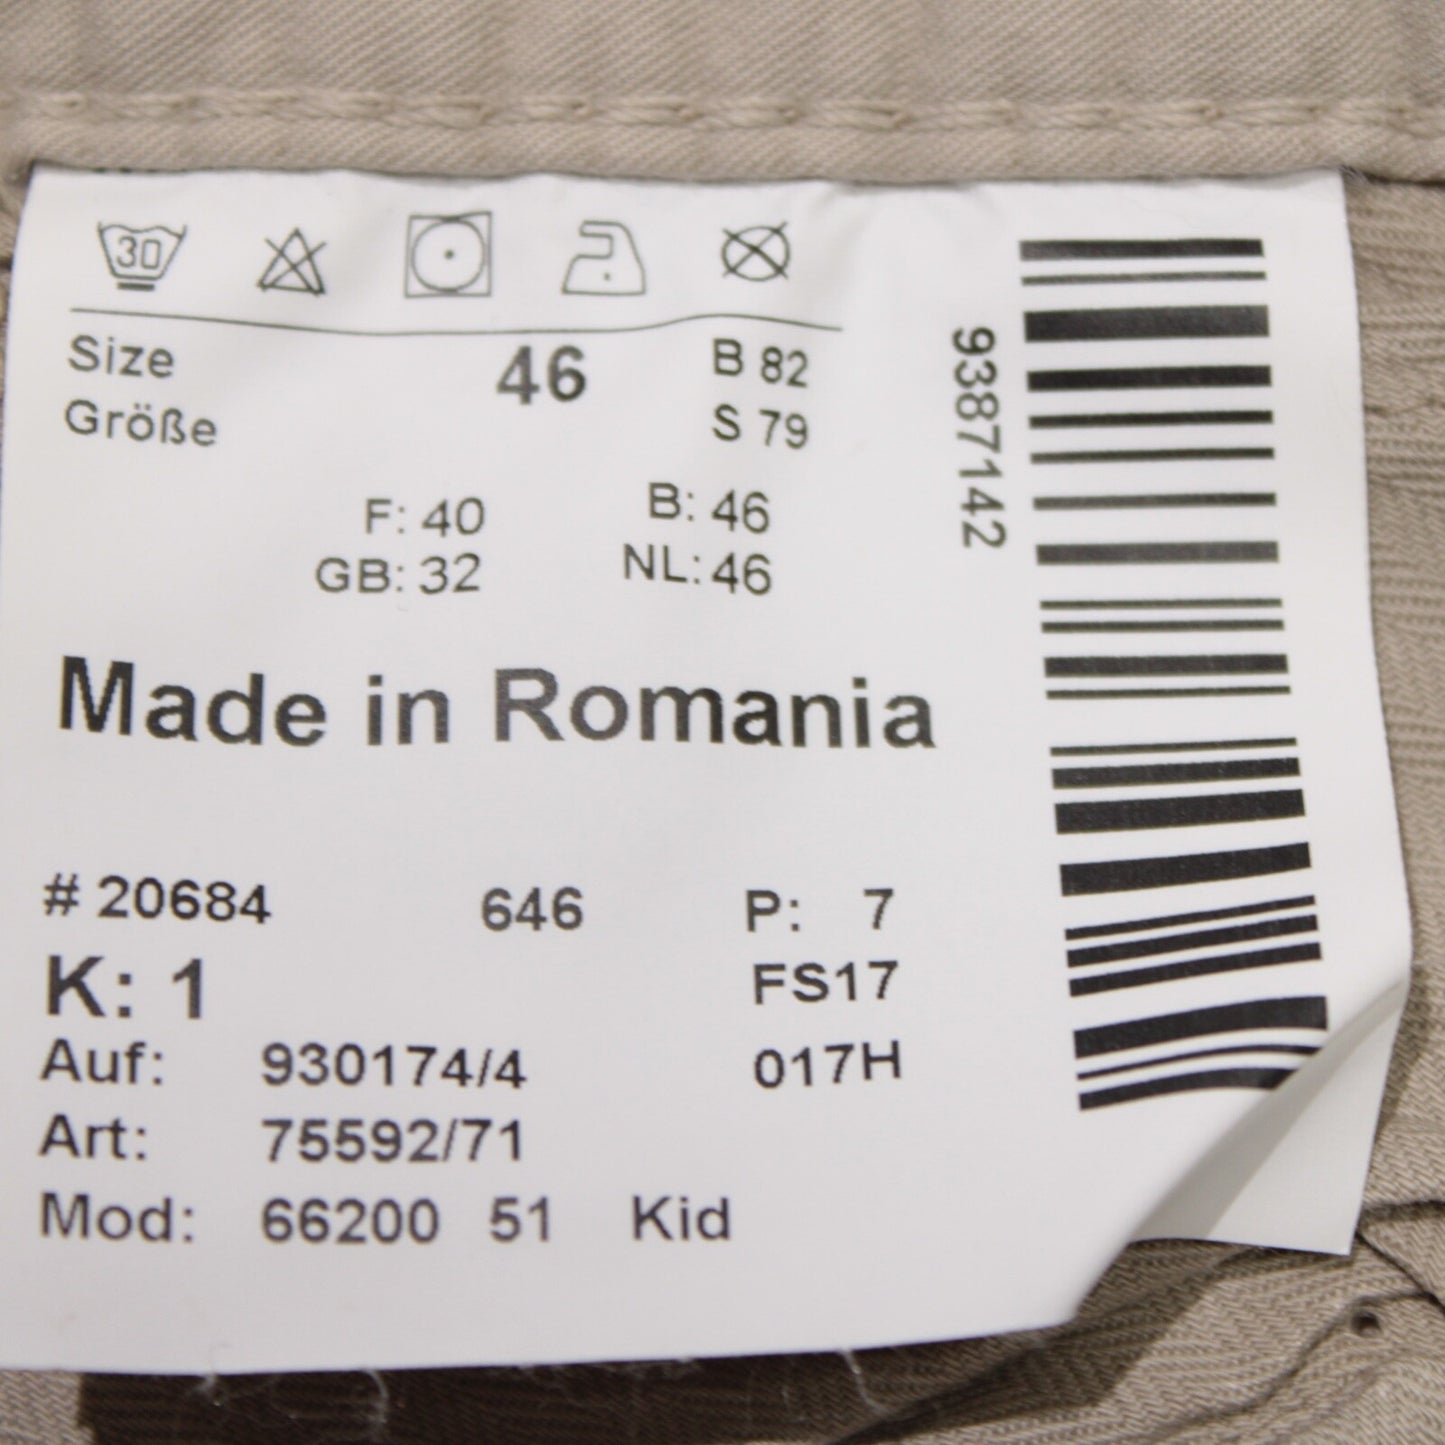 30
Size 46 B 82
Größe S 79
F: 40 B: 46
GB: 32 NL: 46
Made in Romania
# 20684 646 P: 7
K: 1 FS17
Auf: 930174/4 017H
Art: 75592/71
Mod: 66200 51 Kid
9387142